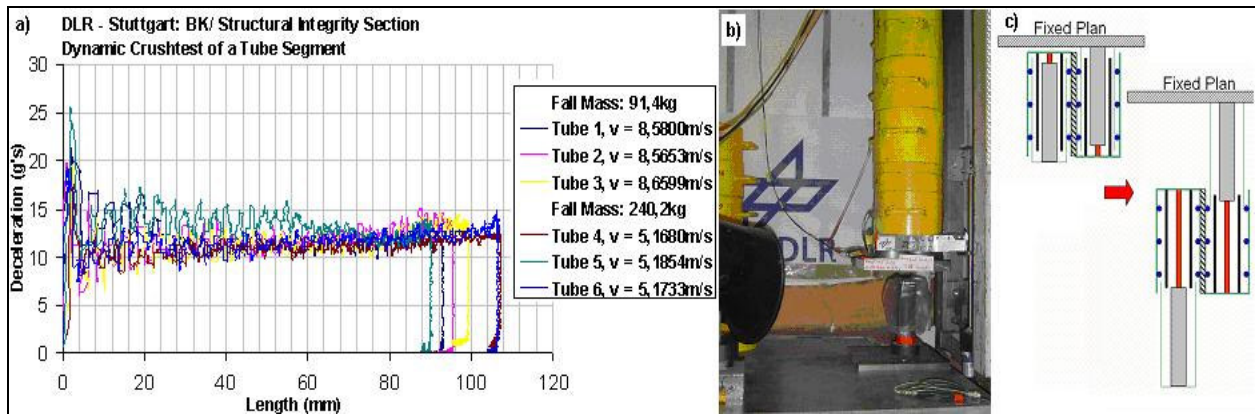 a) DLR - Stuttgart: BK/ Structural Integrity Section
Dynamic Crushtest of a Tube Segment
Deceleration (g's)
30
25
20
15
10
5
0
0 20 40 60 80 100 120
Length (mm)
Fall Mass: 91,4kg
Tube 1, v = 8,5800m/s
Tube 2, v = 8,5653m/s
Tube 3, v = 8,6599m/s
Fall Mass: 240,2kg
Tube 4, v = 5,1680m/s
Tube 5, v = 5,1854m/s
Tube 6, v = 5,1733m/s
b)
DLR
c)
Fixed Plan
Fixed Plan